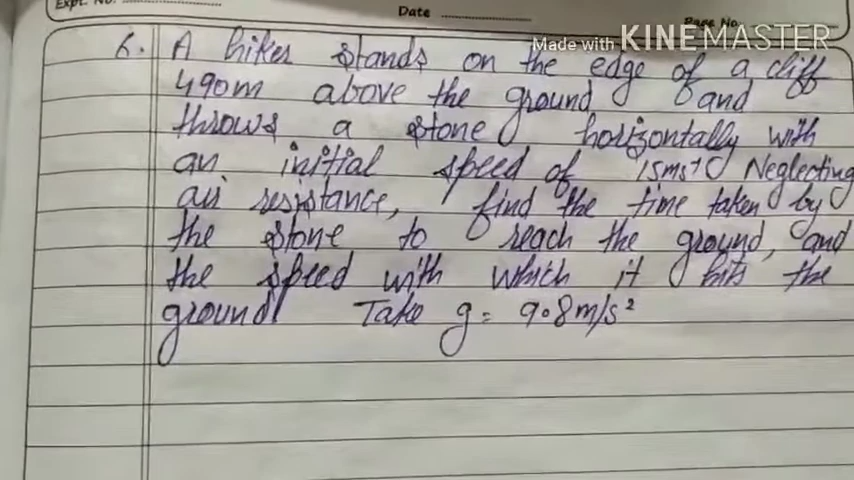 Expt. No.
Date
Page No.
Made with KINEMASTER
6. A hiker stands on the edge of a cliff
490m above the ground and
throws a stone horizontally with
an initial speed of 15ms⁻¹ Neglecting
air resistance, find the time taken by
the stone to reach the ground, and
the speed with which it hits the
ground. Take g = 9.8m/s²